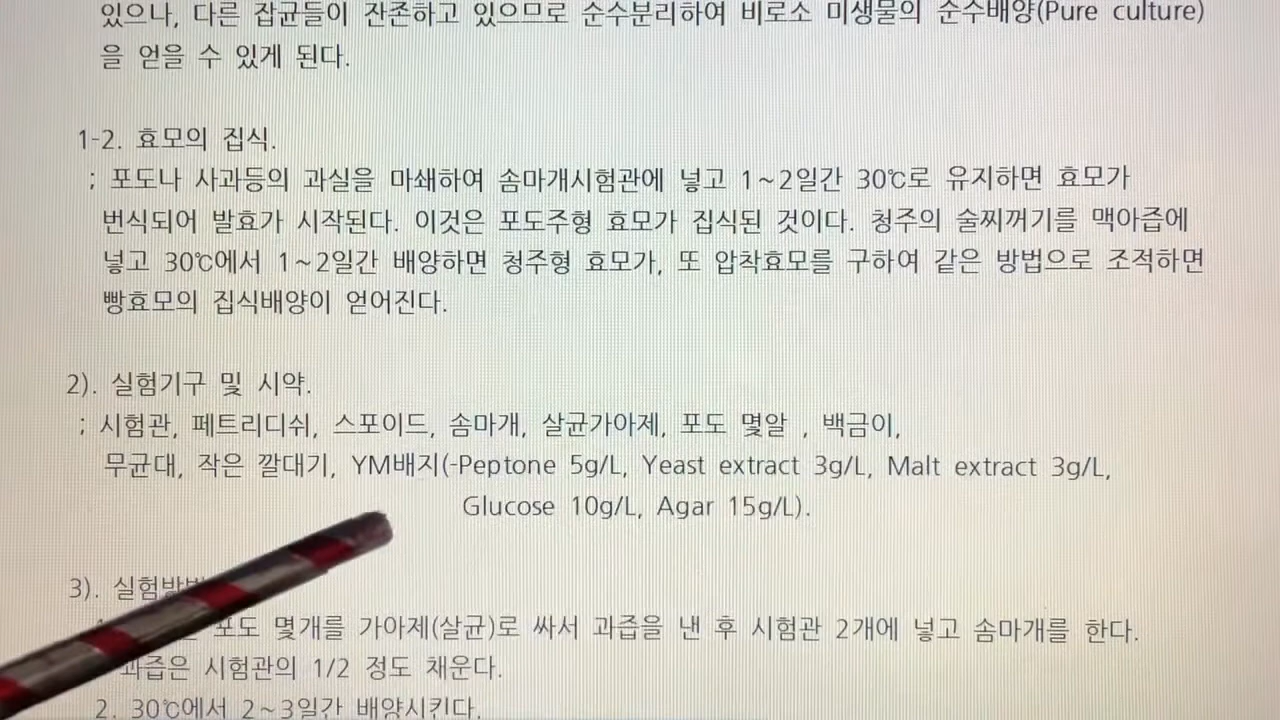 있으나, 다른 잡균들이 잔존하고 있으므로 순수분리하여 비로소 미생물의 순수배양(Pure culture)
을 얻을 수 있게 된다.
1-2. 효모의 집식.
; 포도나 사과등의 과실을 마쇄하여 솜마개시험관에 넣고 1~2일간 30℃로 유지하면 효모가
번식되어 발효가 시작된다. 이것은 포도주형 효모가 집식된 것이다. 청주의 술찌꺼기를 맥아즙에
넣고 30℃에서 1~2일간 배양하면 청주형 효모가, 또 압착효모를 구하여 같은 방법으로 조적하면
빵효모의 집식배양이 얻어진다.
2). 실험기구 및 시약.
; 시험관, 페트리디쉬, 스포이드, 솜마개, 살균가아제, 포도 몇알 , 백금이,
무균대, 작은 깔대기, YM배지(-Peptone 5g/L, Yeast extract 3g/L, Malt extract 3g/L,
Glucose 10g/L, Agar 15g/L).
3). 실험방법
포도 몇개를 가아제(살균)로 싸서 과즙을 낸 후 시험관 2개에 넣고 솜마개를 한다.
과즙은 시험관의 1/2 정도 채운다.
2. 30℃에서 2~3일간 배양시킨다.